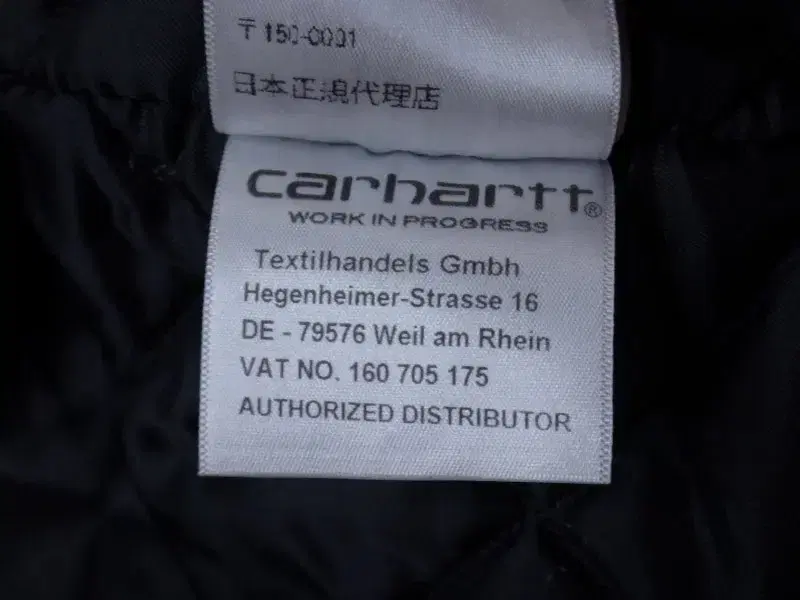 〒150-0001
日本正規代理店
carhartt®
WORK IN PROGRESS
Textilhandels Gmbh
Hegenheimer-Strasse 16
DE - 79576 Weil am Rhein
VAT NO. 160 705 175
AUTHORIZED DISTRIBUTOR